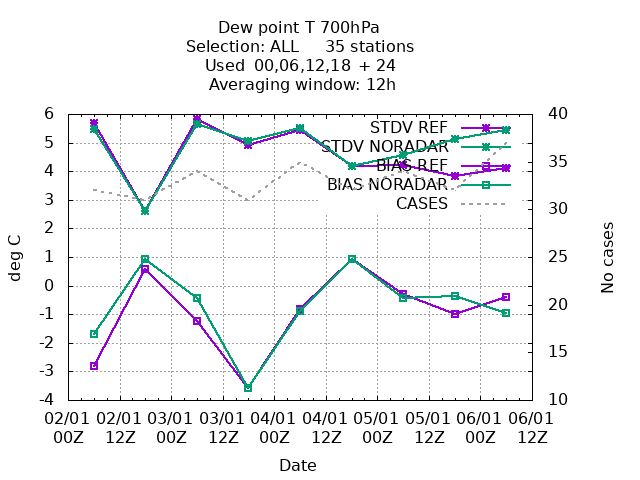 Dew point T 700hPa
Selection: ALL     35 stations
Used  00,06,12,18  + 24
Averaging window: 12h
6 40
STDV REF
5 STDV NORADAR 35
4 BIAS REF
BIAS NORADAR
3 CASES 30
2
1 25
0
-1 20
-2 15
-3
-4 10
deg C
No cases
02/01 02/01 03/01 03/01 04/01 04/01 05/01 05/01 06/01 06/01
00Z 12Z 00Z 12Z 00Z 12Z 00Z 12Z 00Z 12Z
Date